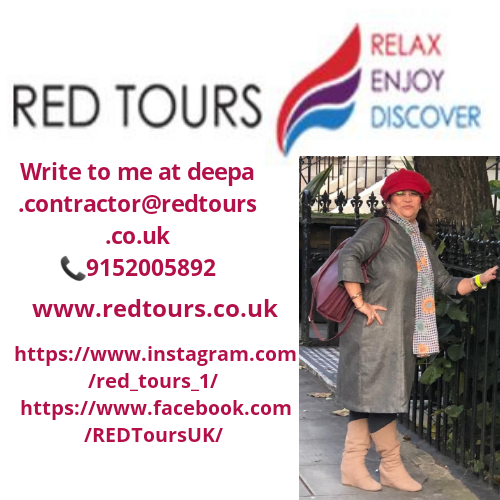 RED TOURS
RELAX
ENJOY
DISCOVER
Write to me at deepa
.contractor@redtours
.co.uk
📞9152005892
www.redtours.co.uk
https://www.instagram.com
/red_tours_1/
https://www.facebook.com
/REDToursUK/